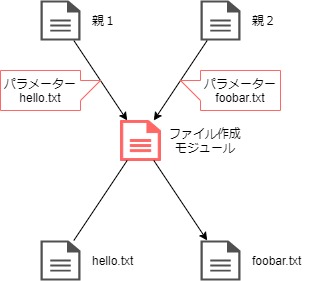 親１
親２
パラメーター
hello.txt
パラメーター
foobar.txt
ファイル作成
モジュール
hello.txt
foobar.txt